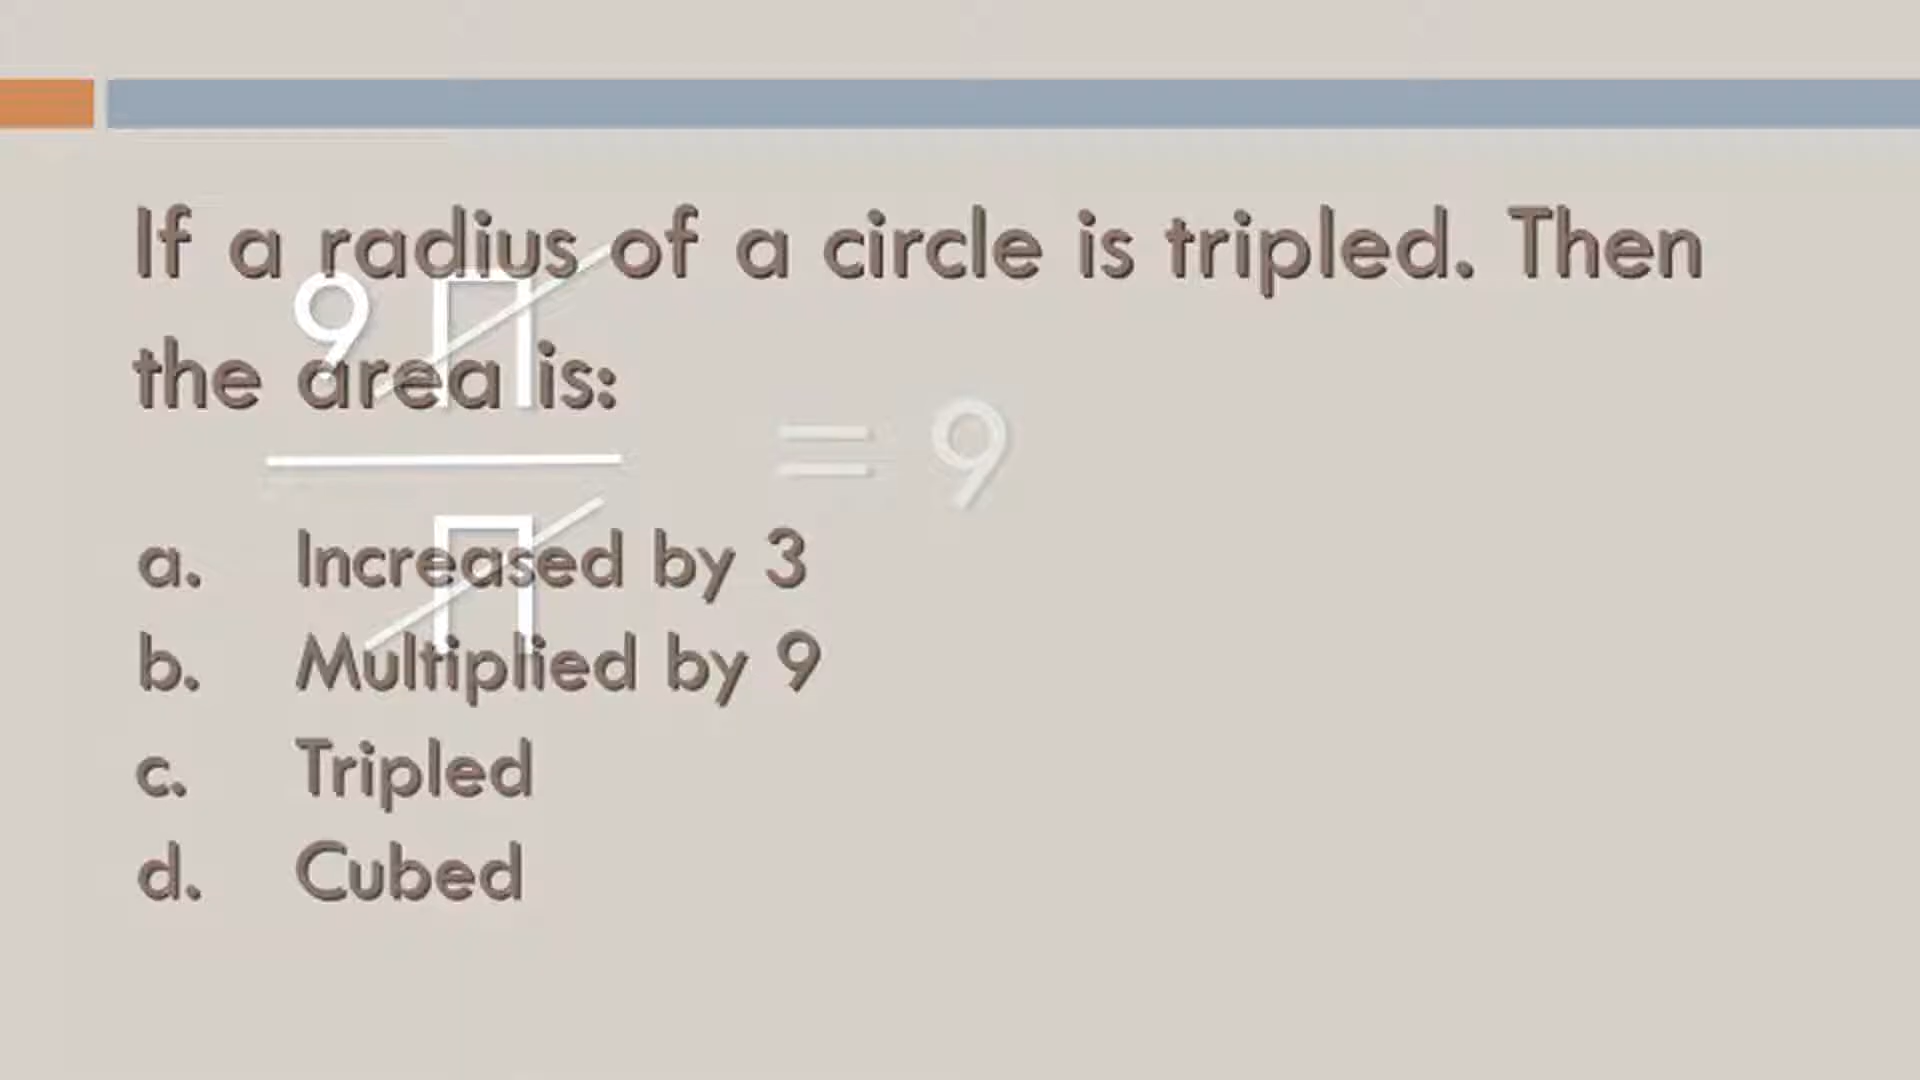 If a radius of a circle is tripled. Then
the area is:
9 Π
= 9
Π
a. Increased by 3
b. Multiplied by 9
c. Tripled
d. Cubed